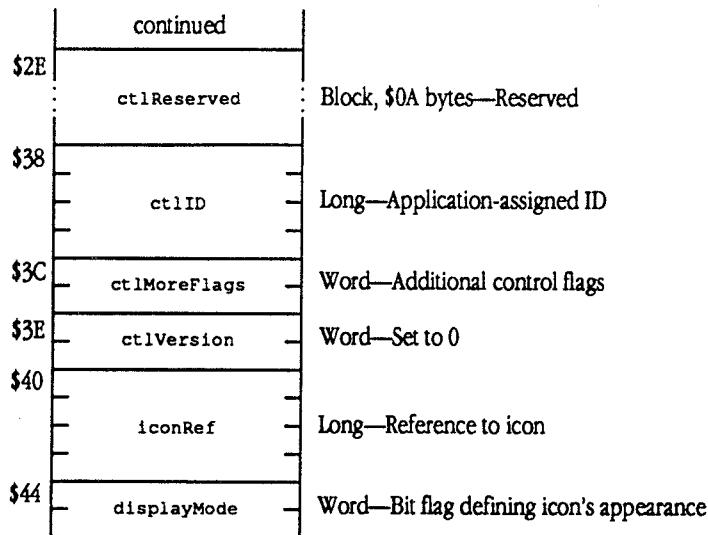 continued
$2E
ctlReserved Block, $0A bytes—Reserved
$38
ctlID Long—Application-assigned ID
$3C
ctlMoreFlags Word—Additional control flags
$3E
ctlVersion Word—Set to 0
$40
iconRef Long—Reference to icon
$44
displayMode Word—Bit flag defining icon's appearance